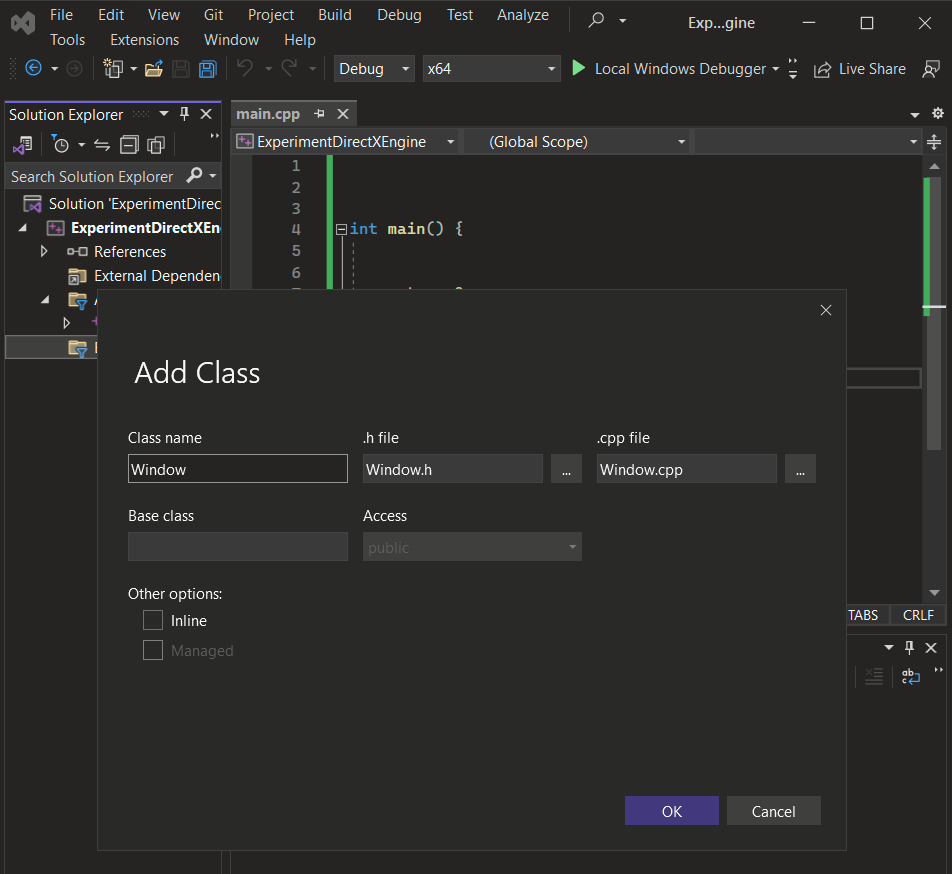 File Edit View Git Project Build Debug Test Analyze Exp...gine
Tools Extensions Window Help
Debug x64 Local Windows Debugger Live Share
Solution Explorer
main.cpp
ExperimentDirectXEngine (Global Scope)
Search Solution Explorer
1
2
3
4 int main() {
5
6
Solution 'ExperimentDirec
ExperimentDirectXEn
References
External Dependen
Add Class
Class name .h file .cpp file
Window Window.h ... Window.cpp ...
Base class Access
public
Other options:
Inline
Managed
TABS CRLF
OK Cancel